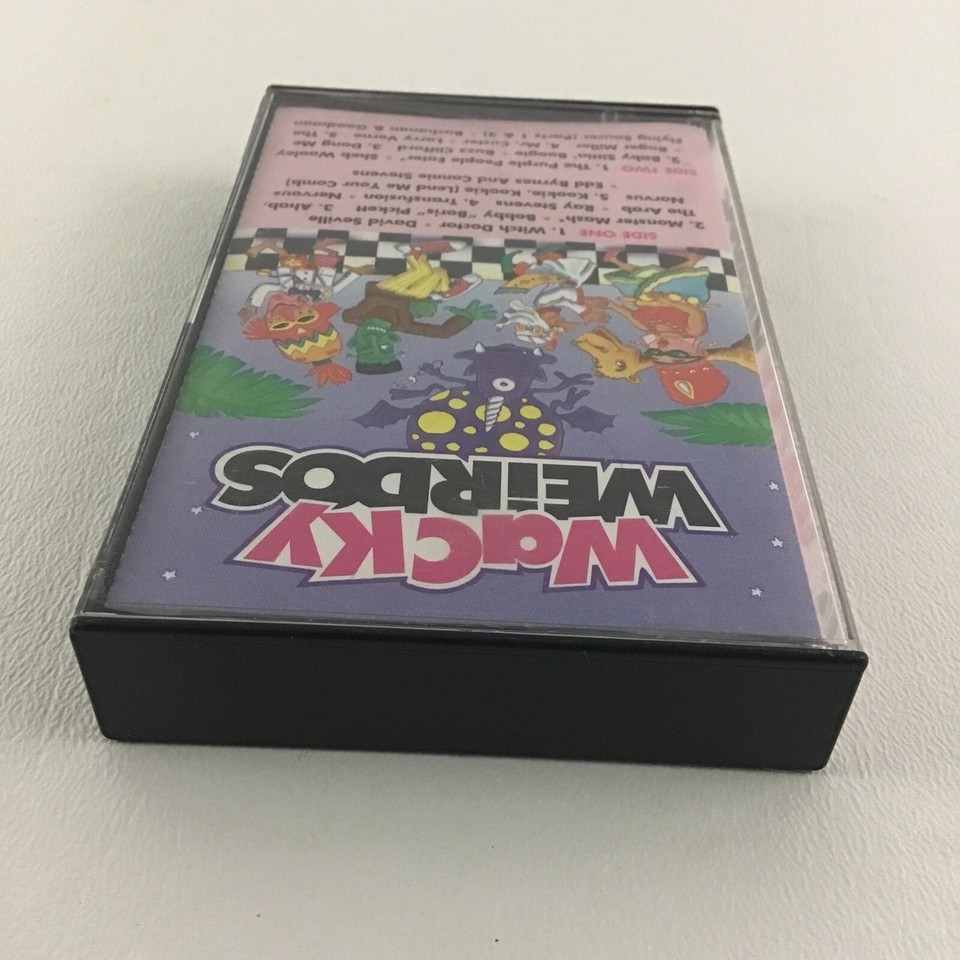 WaCKy
WEiRDOS
SIDE ONE 1. Witch Doctor • David Seville
2. Monster Mash* • Bobby "Boris" Pickett 3. Ahab,
The Arab • Ray Stevens 4. Transfusion • Nervous
Norvus 5. Kookie, Kookie (Lend Me Your Comb)
• Edd Byrnes And Connie Stevens
SIDE TWO 1. The Purple People Eater* • Sheb Wooley
2. Baby Sittin' Boogie • Buzz Clifford 3. Dang Me
• Roger Miller 4. Mr. Custer • Larry Verne 5. The
Flying Saucer (Parts 1 & 2) • Buchanan & Goodman